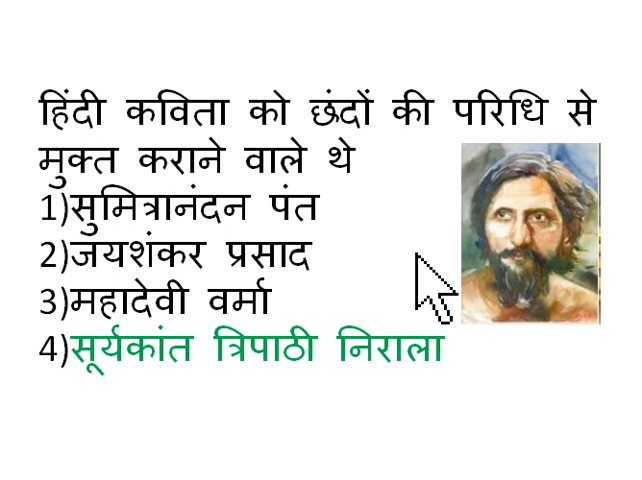 हिंदी कविता को छंदों की परिधि से
मुक्त कराने वाले थे
1)सुमित्रानंदन पंत
2)जयशंकर प्रसाद
3)महादेवी वर्मा
4)सूर्यकांत त्रिपाठी निराला